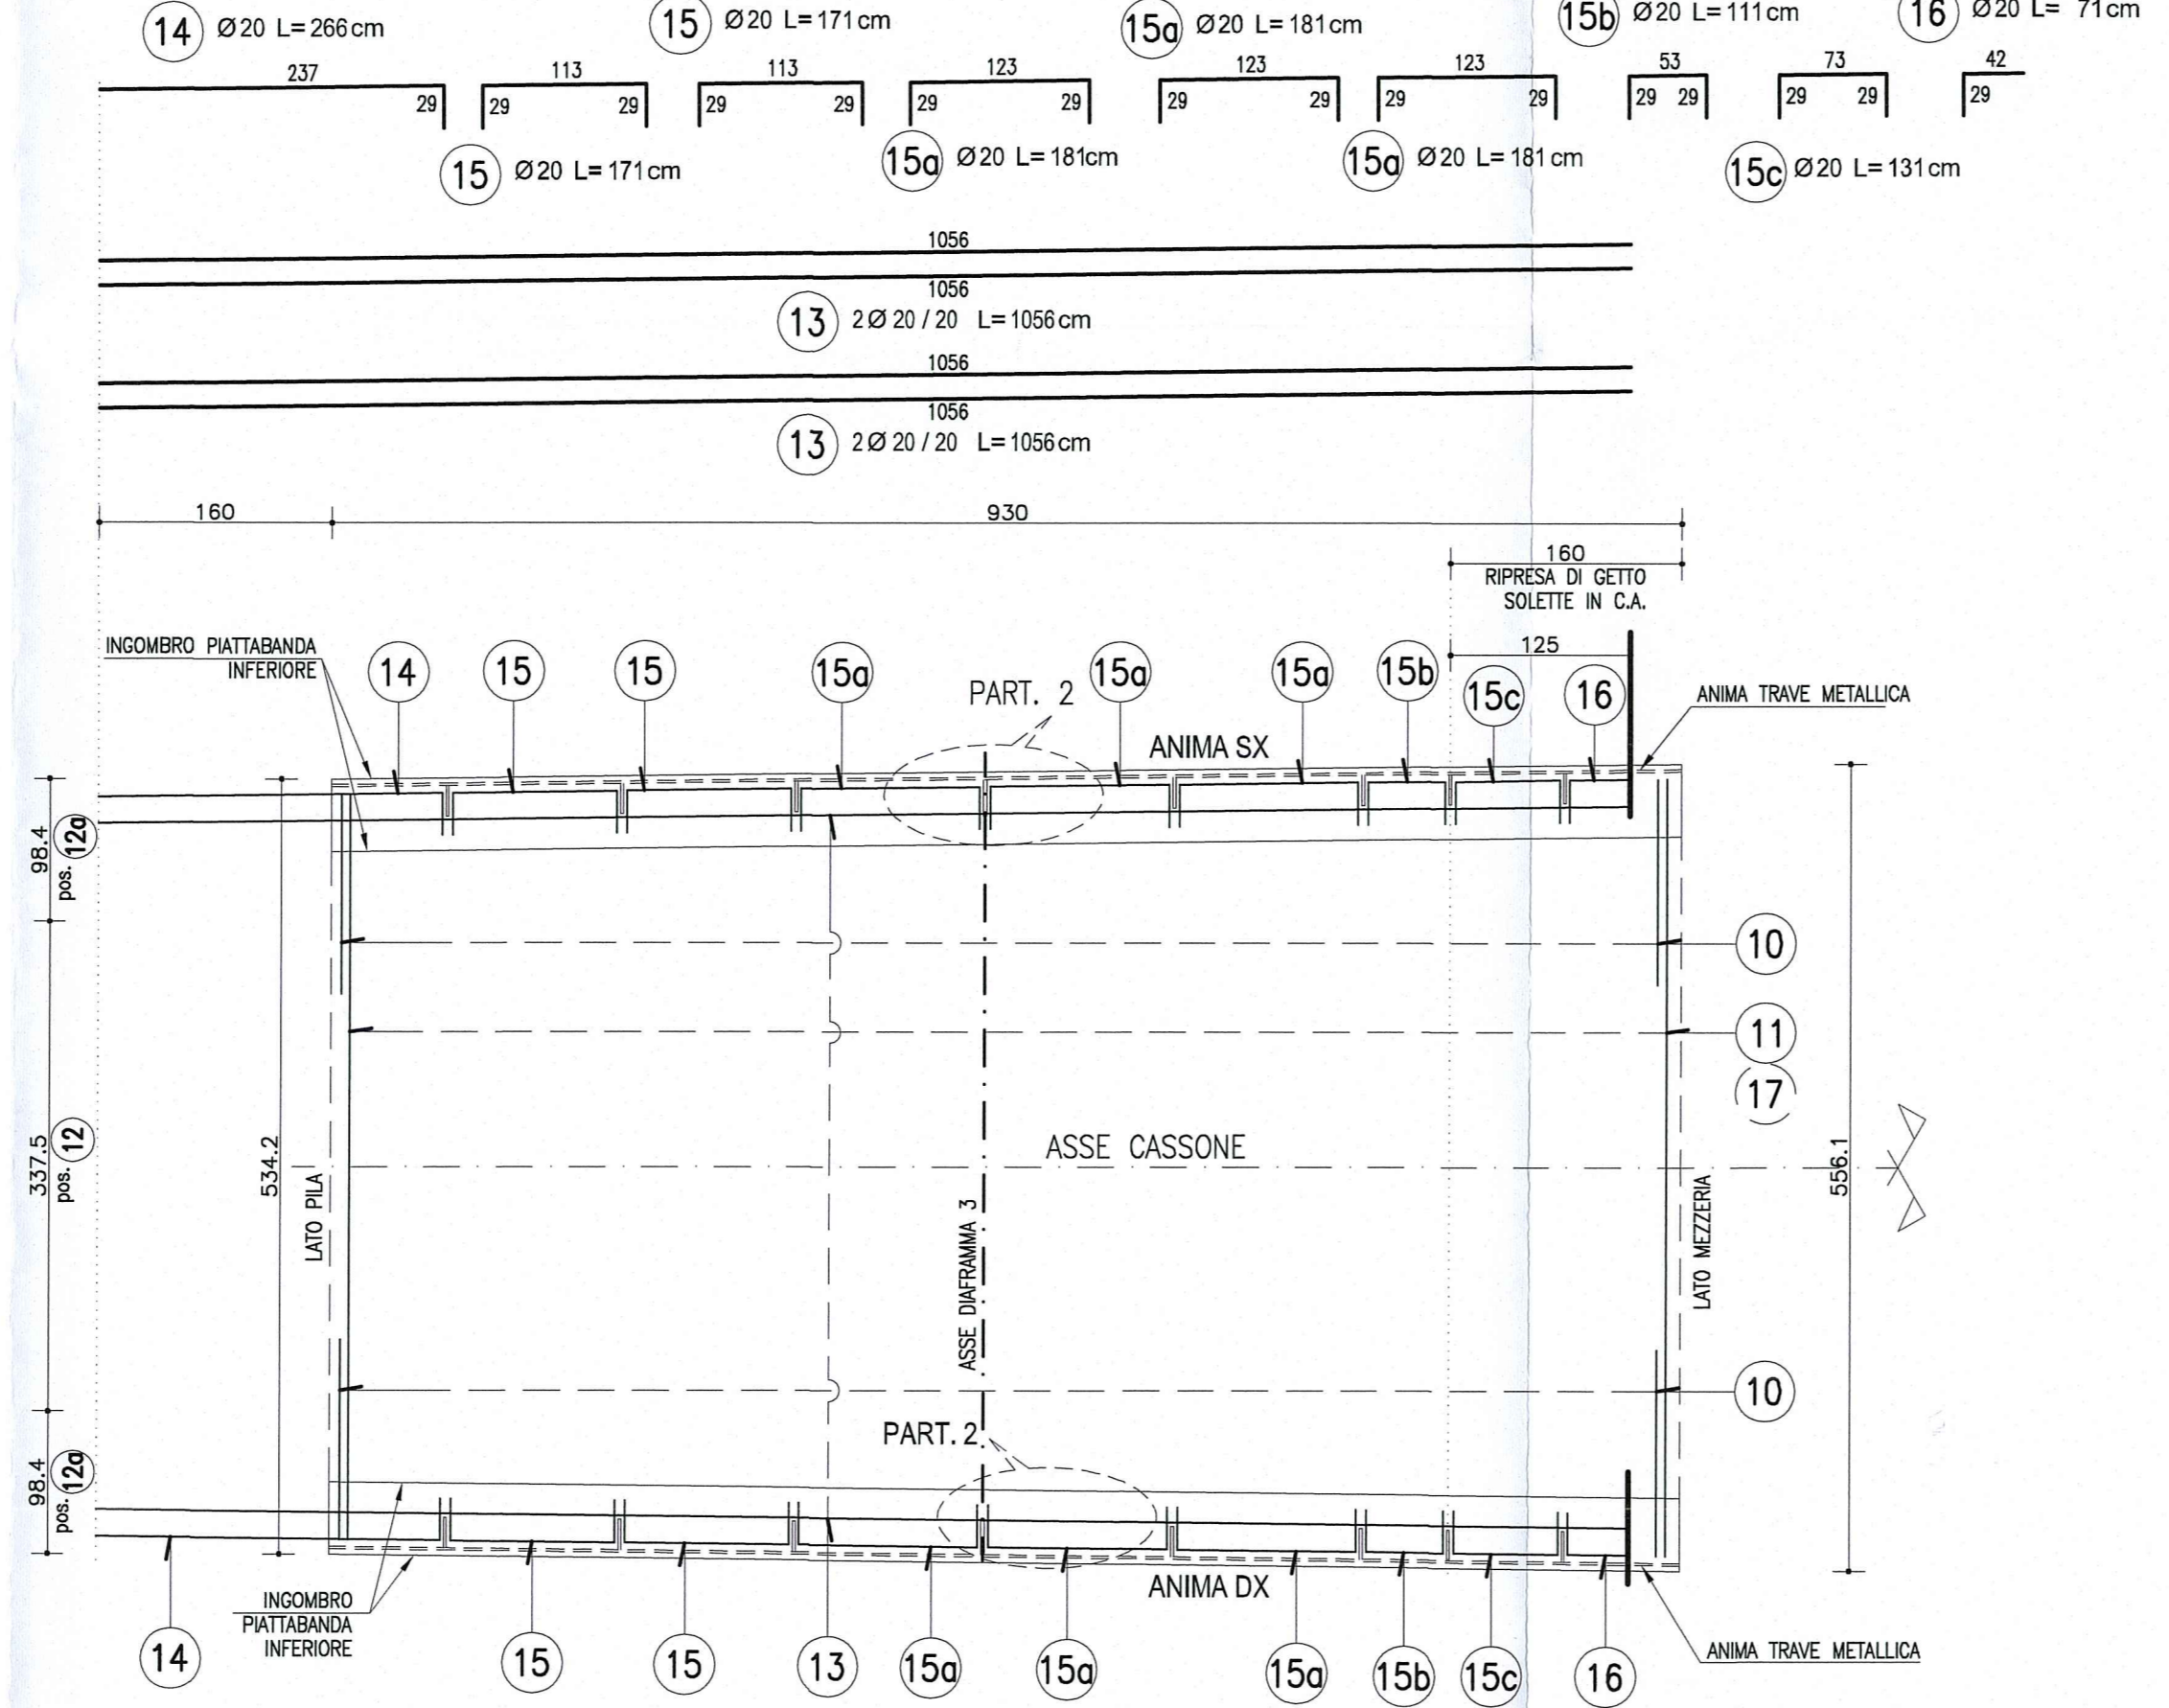 14 Ø20 L=266cm
15 Ø20 L=171cm
15a Ø20 L=181cm
15b Ø20 L=111cm
16 Ø20 L= 71cm
237 113 113 123 123 123 53 73 42
29 29 29 29 29 29 29 29 29 29 29 29 29 29 29 29
15 Ø20 L=171cm
15a Ø20 L=181cm
15a Ø20 L=181cm
15c Ø20 L=131cm
1056
1056
13 2Ø20/20 L=1056cm
1056
1056
13 2Ø20/20 L=1056cm
160 930
160
RIPRESA DI GETTO
SOLETTE IN C.A.
125
INGOMBRO PIATTABANDA
INFERIORE
14 15 15 15a 15a 15a 15b 15c 16
PART. 2
ANIMA SX
ANIMA TRAVE METALLICA
98.4
pos. 12a
10
11
17
337.5
pos. 12
534.2
LATO PILA
ASSE CASSONE
ASSE DIAFRAMMA 3
LATO MEZZERIA
556.1
10
PART. 2
98.4
pos. 12a
ANIMA DX
INGOMBRO
PIATTABANDA
INFERIORE
ANIMA TRAVE METALLICA
14 15 15 13 15a 15a 15a 15b 15c 16